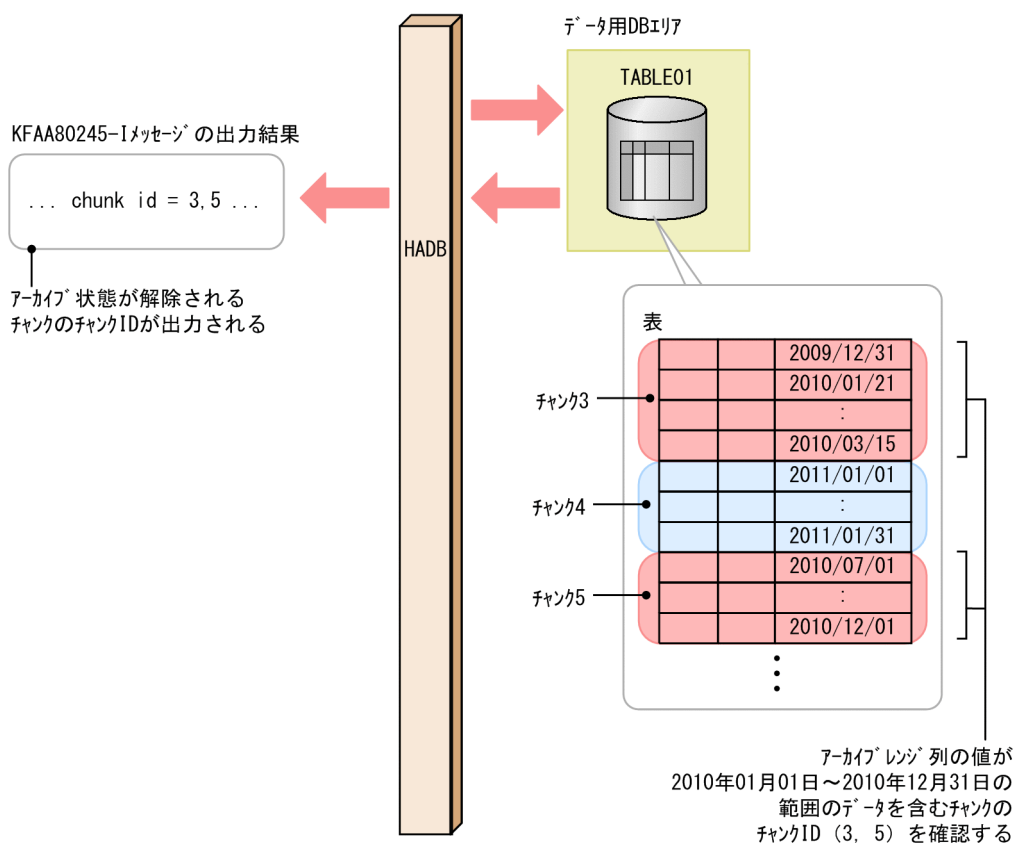 データ用DBエリア
TABLE01
KFAA80245-Iメッセージの出力結果
... chunk id = 3,5 ...
HADB
アーカイブ状態が解除される
チャンクのチャンクIDが出力される
表
2009/12/31
2010/01/21
:
2010/03/15
チャンク3
2011/01/01
:
2011/01/31
チャンク4
2010/07/01
:
2010/12/01
チャンク5
アーカイブレンジ列の値が
2010年01月01日～2010年12月31日の
範囲のデータを含むチャンクの
チャンクID（3, 5）を確認する